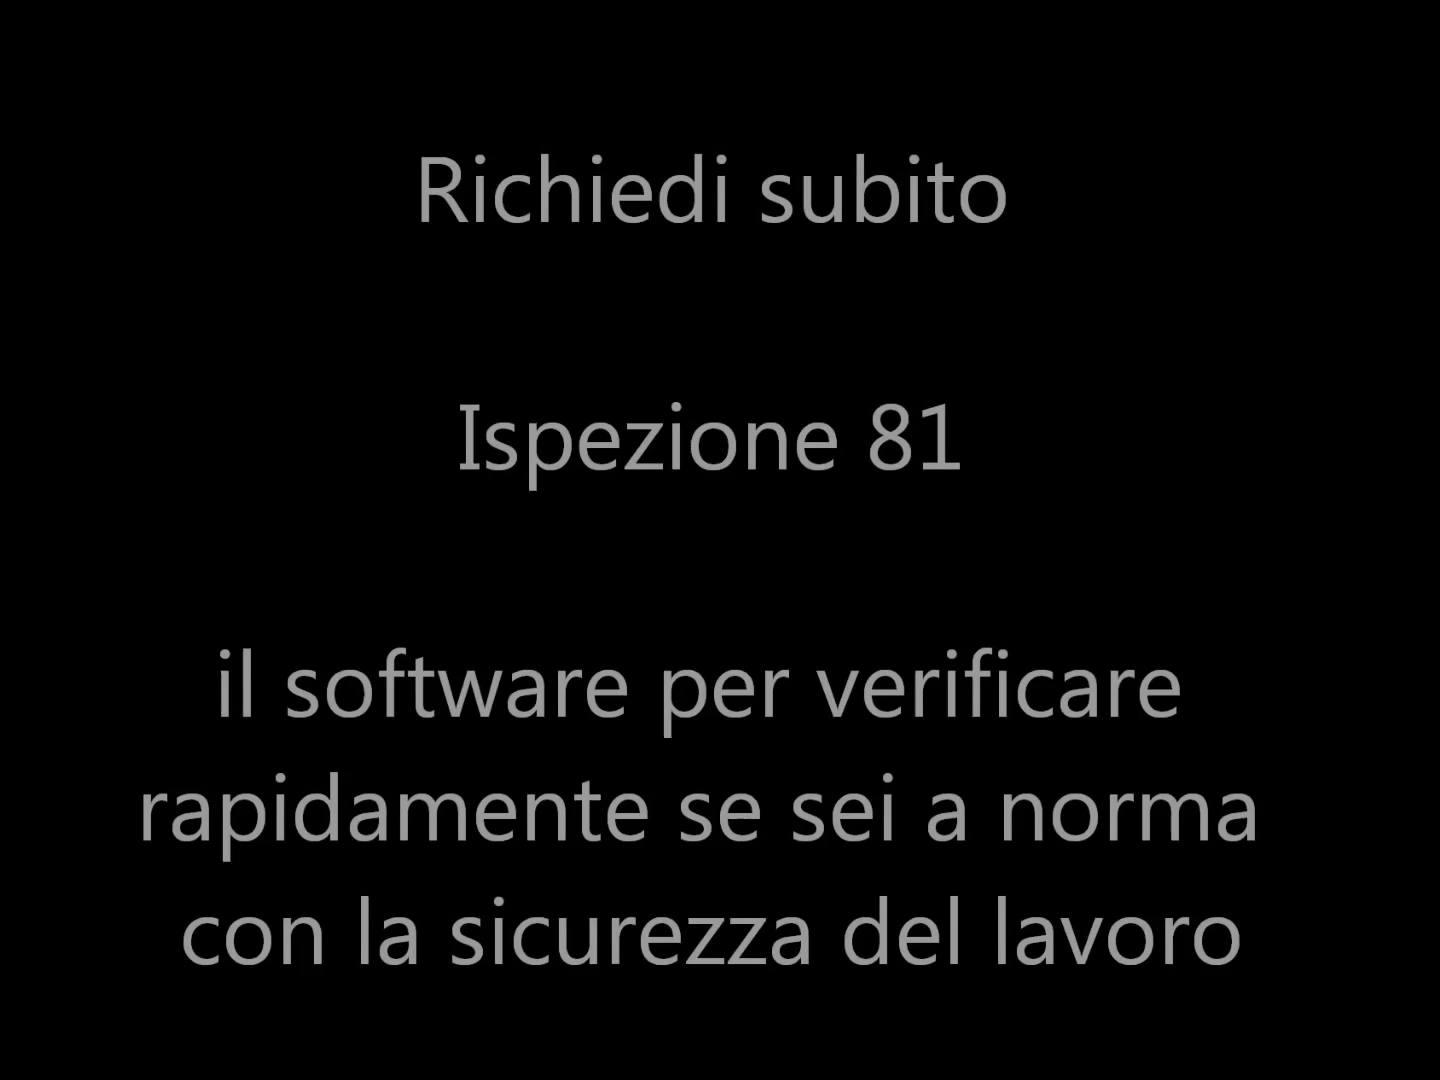 Richiedi subito
Ispezione 81
il software per verificare
rapidamente se sei a norma
con la sicurezza del lavoro